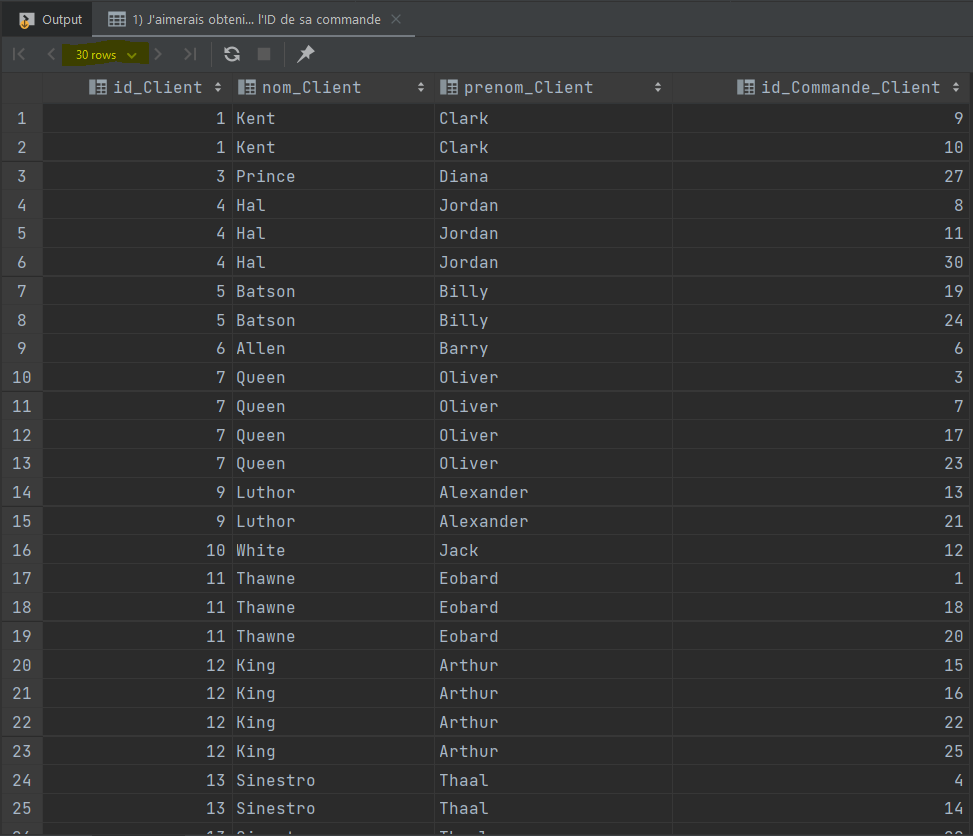 Output 1) J'aimerais obteni... l'ID de sa commande
30 rows
id_Client nom_Client prenom_Client id_Commande_Client
1 1 Kent Clark 9
2 1 Kent Clark 10
3 3 Prince Diana 27
4 4 Hal Jordan 8
5 4 Hal Jordan 11
6 4 Hal Jordan 30
7 5 Batson Billy 19
8 5 Batson Billy 24
9 6 Allen Barry 6
10 7 Queen Oliver 3
11 7 Queen Oliver 7
12 7 Queen Oliver 17
13 7 Queen Oliver 23
14 9 Luthor Alexander 13
15 9 Luthor Alexander 21
16 10 White Jack 12
17 11 Thawne Eobard 1
18 11 Thawne Eobard 18
19 11 Thawne Eobard 20
20 12 King Arthur 15
21 12 King Arthur 16
22 12 King Arthur 22
23 12 King Arthur 25
24 13 Sinestro Thaal 4
25 13 Sinestro Thaal 14